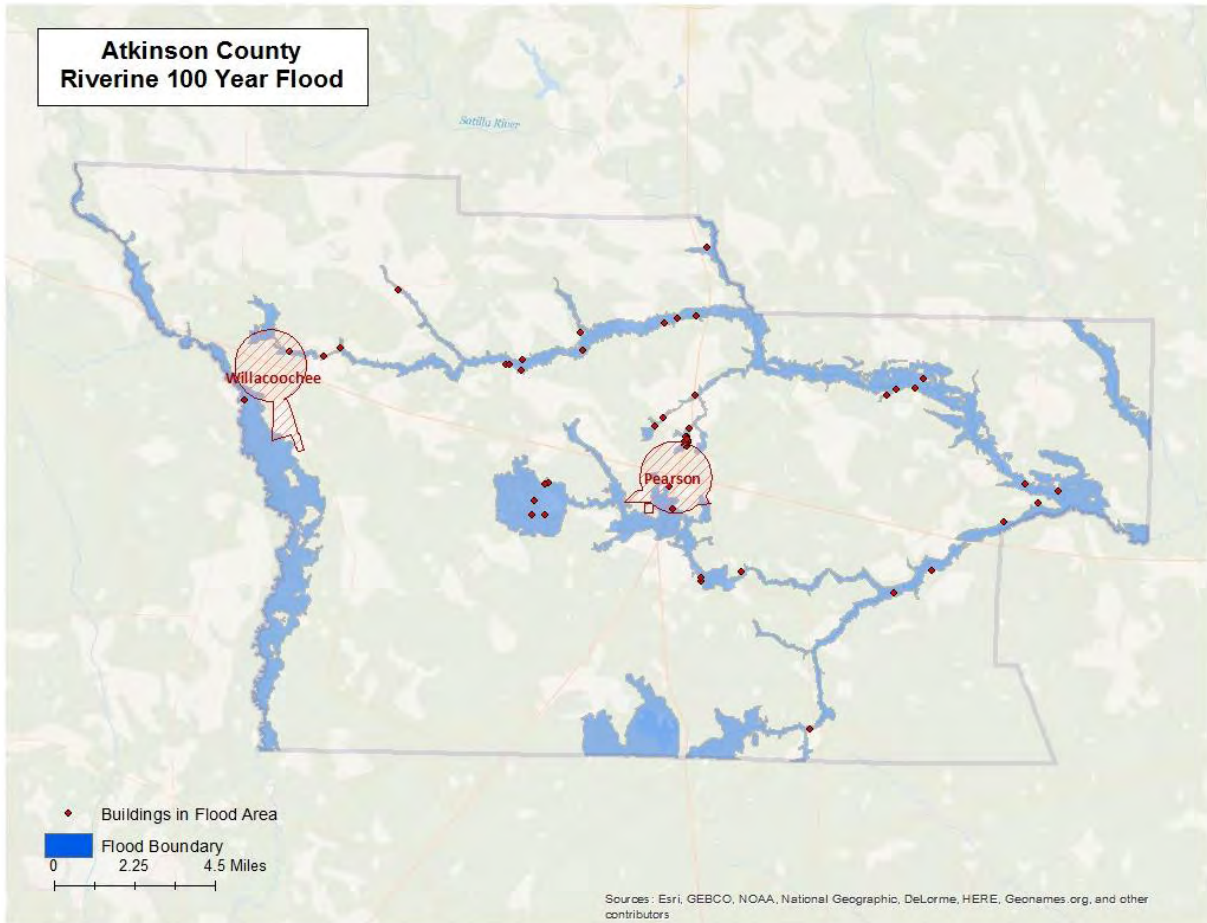 Atkinson County
Riverine 100 Year Flood
Satilla River
Willacoochee
Pearson
Buildings in Flood Area
Flood Boundary
0 2.25 4.5 Miles
Sources: Esri, GEBCO, NOAA, National Geographic, DeLorme, HERE, Geonames.org, and other
contributors